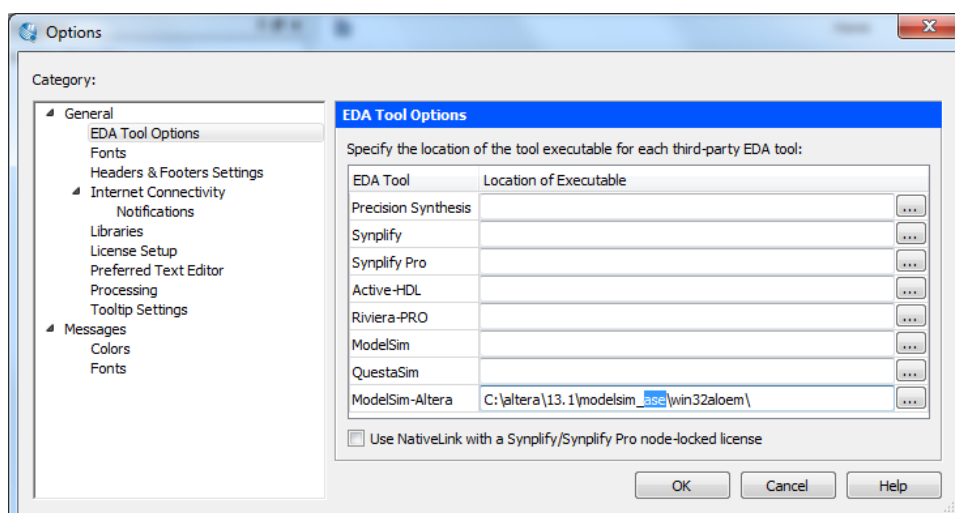 Options
Category:
General
EDA Tool Options
Fonts
Headers & Footers Settings
Internet Connectivity
Notifications
Libraries
License Setup
Preferred Text Editor
Processing
Tooltip Settings
Messages
Colors
Fonts
EDA Tool Options
Specify the location of the tool executable for each third-party EDA tool:
EDA Tool Location of Executable
Precision Synthesis ...
Synplify ...
Synplify Pro ...
Active-HDL ...
Riviera-PRO ...
ModelSim ...
QuestaSim ...
ModelSim-Altera C:\altera\13.1\modelsim_ase\win32aloem\ ...
Use NativeLink with a Synplify/Synplify Pro node-locked license
OK Cancel Help